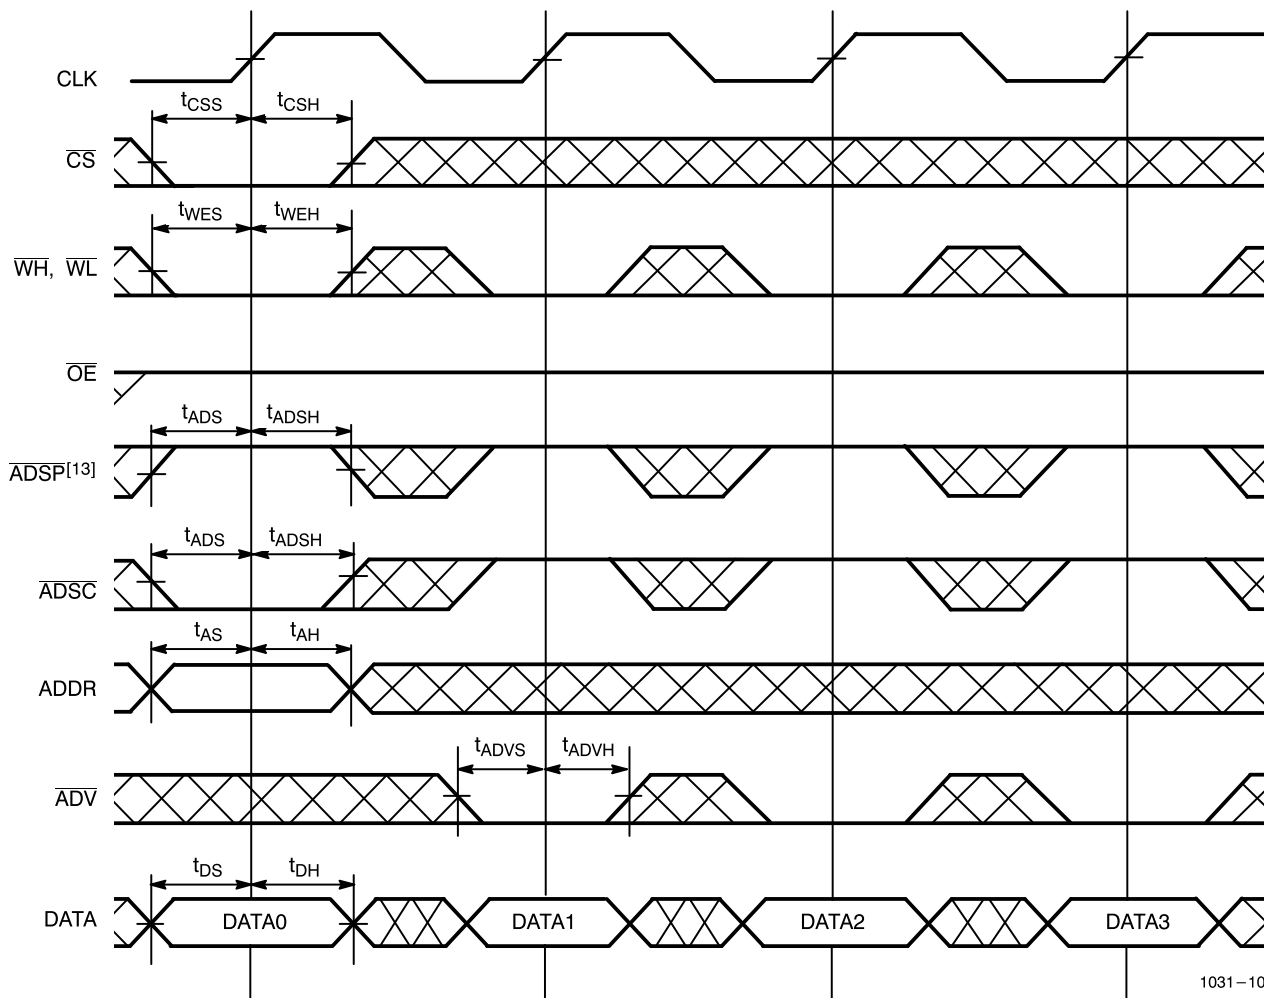 CLK
tCSS tCSH
CS
tWES tWEH
WH, WL
OE
tADS tADSH
ADSP[13]
tADS tADSH
ADSC
tAS tAH
ADDR
tADVS tADVH
ADV
tDS tDH
DATA DATA0 DATA1 DATA2 DATA3
1031–10